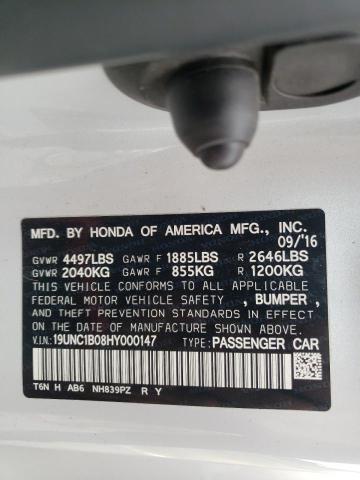 MFD. BY HONDA OF AMERICA MFG., INC.
09/'16
GVWR 4497LBS GAWR F 1885LBS R 2646LBS
GVWR 2040KG GAWR F 855KG R 1200KG
THIS VEHICLE CONFORMS TO ALL APPLICABLE
FEDERAL MOTOR VEHICLE SAFETY , BUMPER ,
AND THEFT PREVENTION STANDARDS IN EFFECT ON
THE DATE OF MANUFACTURE SHOWN ABOVE.
V.I.N: 19UNC1B08HY000147 TYPE: PASSENGER CAR
T6N H AB6 NH839PZ R Y